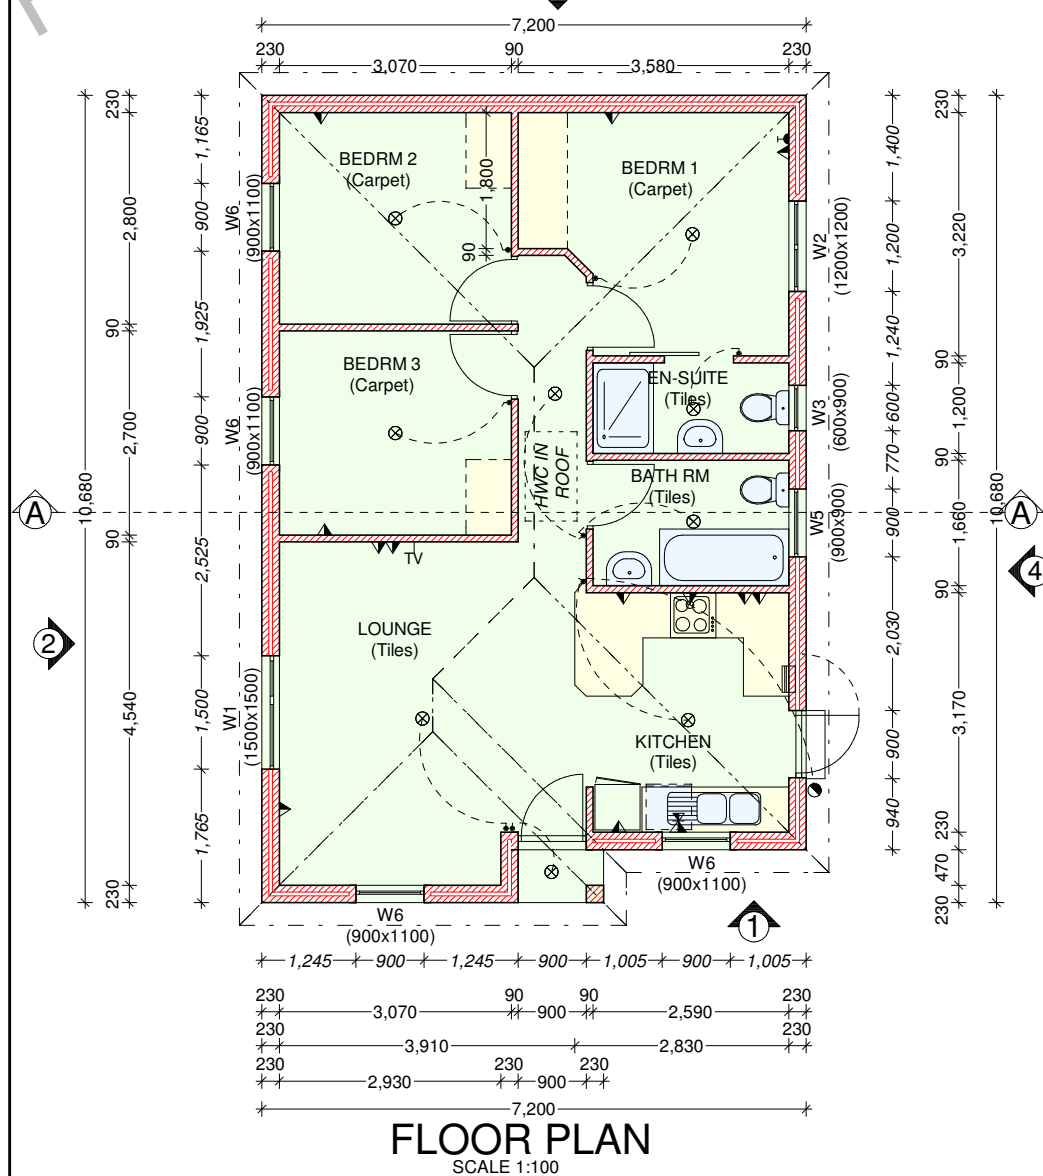 7,200
230 90 230
3,070 3,580
230
1,165
900
1,925
900
2,525
1,500
1,765
230
2,800
90
2,700
90
4,540
230
10,680
BEDRM 2
(Carpet)
1,800
90
BEDRM 1
(Carpet)
W6
(900x1100)
W2
(1200x1200)
BEDRM 3
(Carpet)
W6
(900x1100)
EN-SUITE
(Tiles)
W3
(600x900)
HWC IN
ROOF
BATH RM
(Tiles)
W5
(900x900)
A
A
TV
4
2
LOUNGE
(Tiles)
W1
(1500x1500)
KITCHEN
(Tiles)
W6
(900x1100)
W6
(900x1100)
1
1,400
1,200
1,240
600
770
900
2,030
900
940
230
3,220
90
1,200
90
1,660
90
3,170
230
470
230
10,680
1,245 900 1,245 900 1,005 900 1,005
230 90 90 230
3,070 900 2,590
230 230
3,910 2,830
230 230 230
2,930 900
7,200
FLOOR PLAN
SCALE 1:100